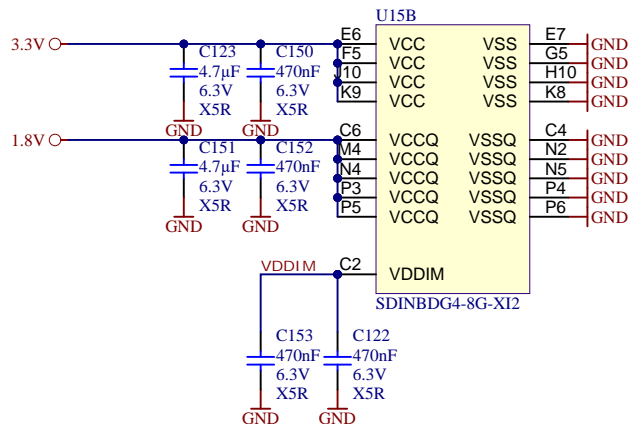 U15B
3.3V
E6 VCC VSS E7 GND
F5 VCC VSS G5 GND
J10 VCC VSS H10 GND
K9 VCC VSS K8 GND
C123
4.7µF
6.3V
X5R
GND
C150
470nF
6.3V
X5R
GND
1.8V
C6 VCCQ VSSQ C4 GND
M4 VCCQ VSSQ N2 GND
N4 VCCQ VSSQ N5 GND
P3 VCCQ VSSQ P4 GND
P5 VCCQ VSSQ P6 GND
C151
4.7µF
6.3V
X5R
GND
C152
470nF
6.3V
X5R
GND
VDDIM C2 VDDIM
SDINBDG4-8G-XI2
C153
470nF
6.3V
X5R
GND
C122
470nF
6.3V
X5R
GND